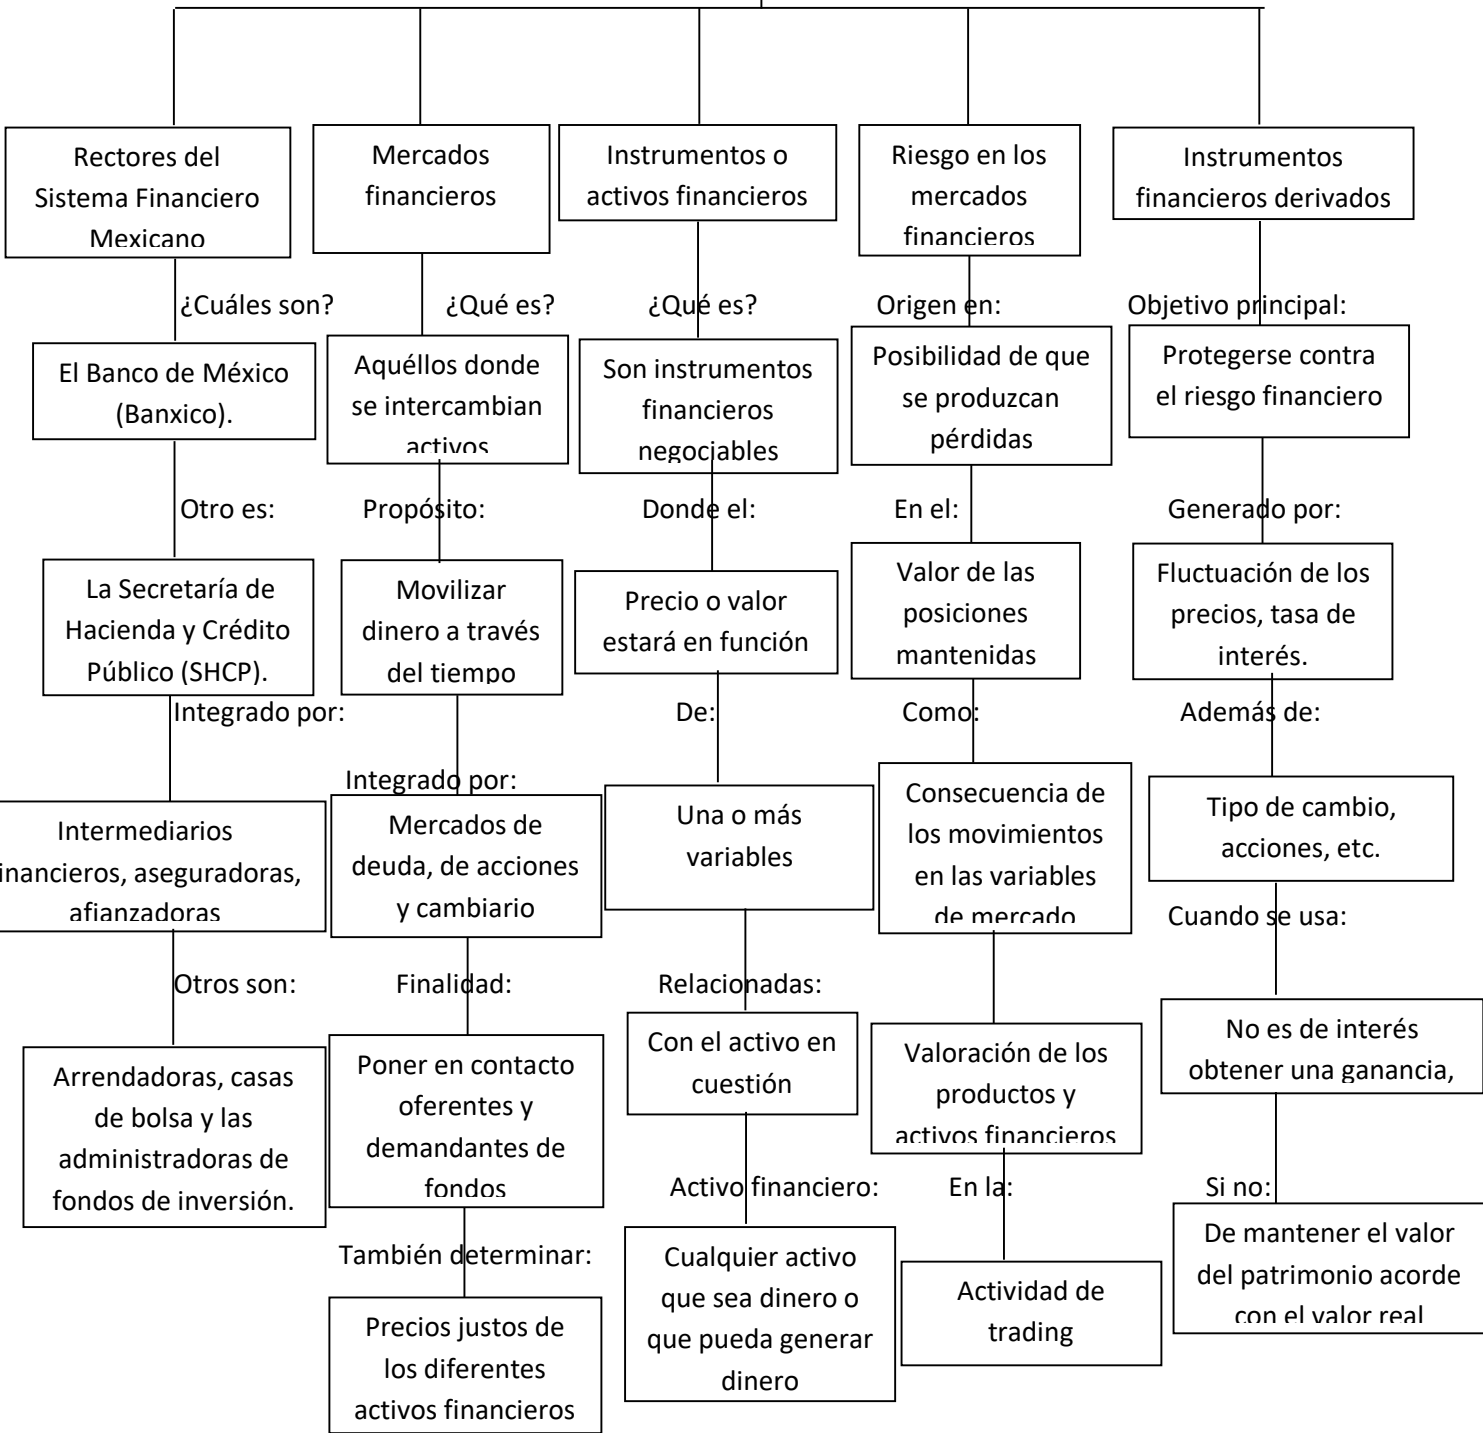 Rectores del
Sistema Financiero
Mexicano
¿Cuáles son?
El Banco de México
(Banxico).
Otro es:
La Secretaría de
Hacienda y Crédito
Público (SHCP).
Integrado por:
Intermediarios
financieros, aseguradoras,
afianzadoras
Otros son:
Arrendadoras, casas
de bolsa y las
administradoras de
fondos de inversión.
Mercados
financieros
¿Qué es?
Aquéllos donde
se intercambian
activos
Propósito:
Movilizar
dinero a través
del tiempo
Integrado por:
Mercados de
deuda, de acciones
y cambiario
Finalidad:
Poner en contacto
oferentes y
demandantes de
fondos
También determinar:
Precios justos de
los diferentes
activos financieros
Instrumentos o
activos financieros
¿Qué es?
Son instrumentos
financieros
negociables
Donde el:
Precio o valor
estará en función
De:
Una o más
variables
Relacionadas:
Con el activo en
cuestión
Activo financiero:
Cualquier activo
que sea dinero o
que pueda generar
dinero
Riesgo en los
mercados
financieros
Origen en:
Posibilidad de que
se produzcan
pérdidas
En el:
Valor de las
posiciones
mantenidas
Como:
Consecuencia de
los movimientos
en las variables
de mercado
Valoración de los
productos y
activos financieros
En la:
Actividad de
trading
Instrumentos
financieros derivados
Objetivo principal:
Protegerse contra
el riesgo financiero
Generado por:
Fluctuación de los
precios, tasa de
interés.
Además de:
Tipo de cambio,
acciones, etc.
Cuando se usa:
No es de interés
obtener una ganancia,
Si no:
De mantener el valor
del patrimonio acorde
con el valor real